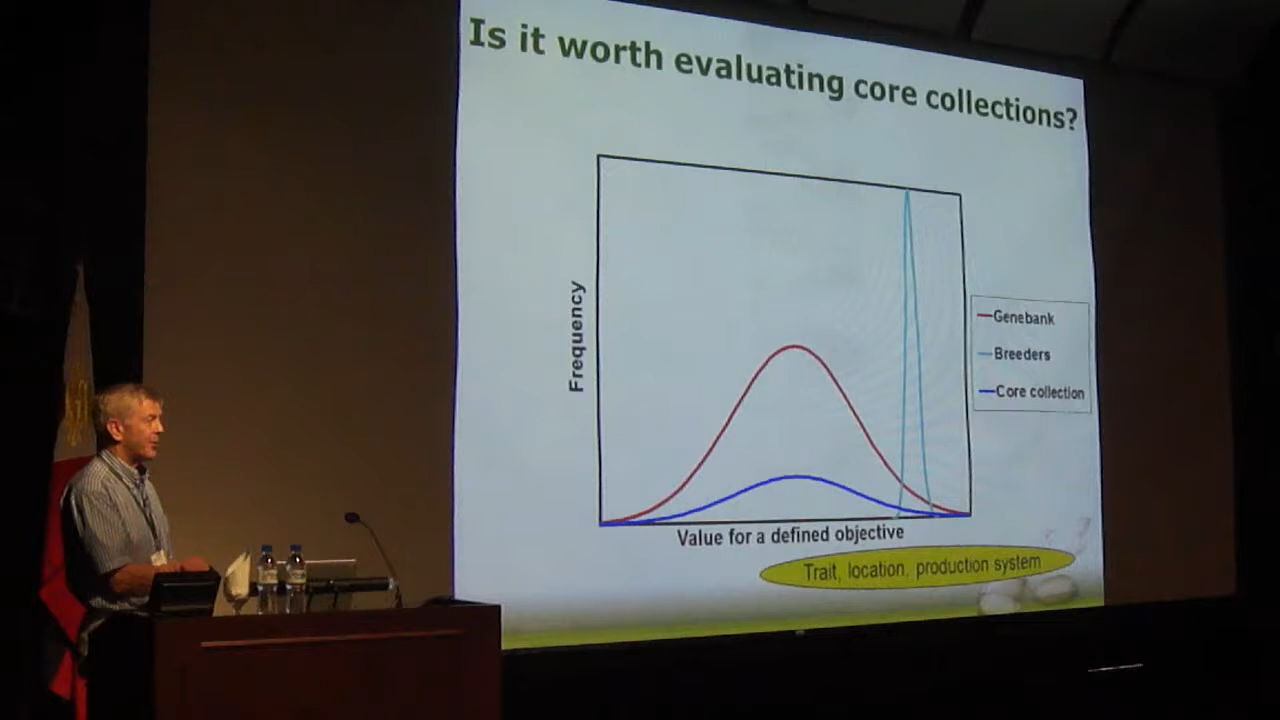 Is it worth evaluating core collections?
Frequency
Genebank
Breeders
Core collection
Value for a defined objective
Trait, location, production system